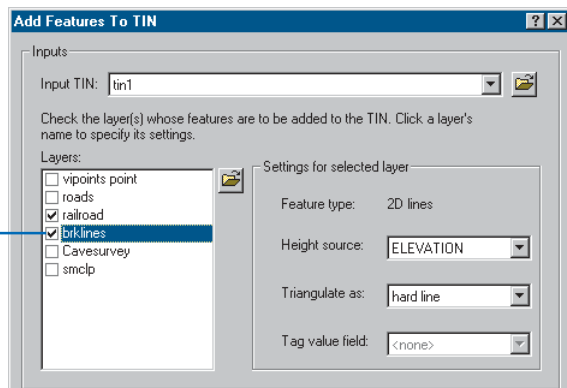 Add Features To TIN
Inputs
Input TIN: tin1
Check the layer(s) whose features are to be added to the TIN. Click a layer's
name to specify its settings.
Layers:
vipoints point
roads
railroad
brklines
Cavesurvey
smclp
Settings for selected layer
Feature type: 2D lines
Height source: ELEVATION
Triangulate as: hard line
Tag value field: <none>